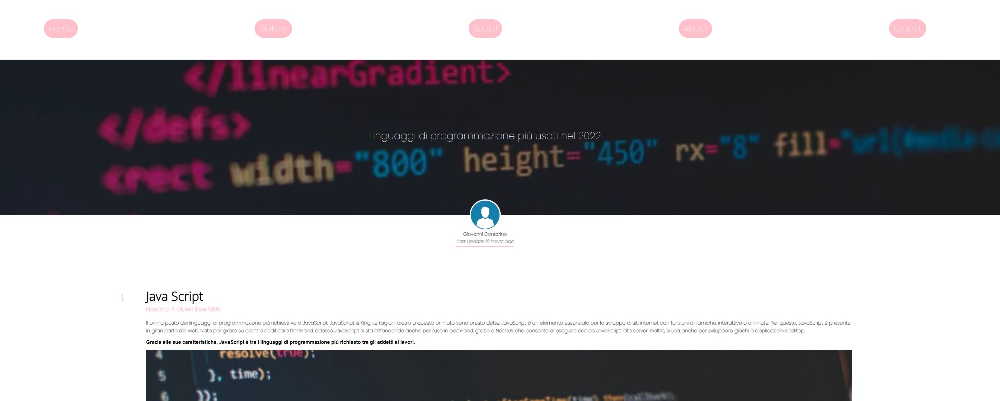 Home
Gallery
Social
About
Logout
</linearGradient>
</defs>
Linguaggi di programmazione più usati nel 2022
<rect width="800" height="450" rx="8" fill="url(
Giovanni Contarino
Last Update: 16 hours ago
1.
Java Script
Nascita: 4 dicembre 1995
Il primo posto dei linguaggi di programmazione più richiesti va a JavaScript. JavaScript is King. Le ragioni dietro a questo primato sono presto dette: JavaScript è un elemento essenziale per lo sviluppo di siti internet con funzioni dinamiche, interattive o animate. Per questo, JavaScript è presente
in gran parte del web. Nato per girare su client e codificare front-end, adesso JavaScript si sta diffondendo anche per l'uso in back-end, grazie a NodeJS che consente di eseguire codice JavaScript lato server. Inoltre, si usa anche per sviluppare giochi e applicazioni desktop.
Grazie alle sue caratteristiche, JavaScript è tra i linguaggi di programmazione più richiesto tra gli addetti ai lavori.
4 resolve(true);
5 }, time);
6 });